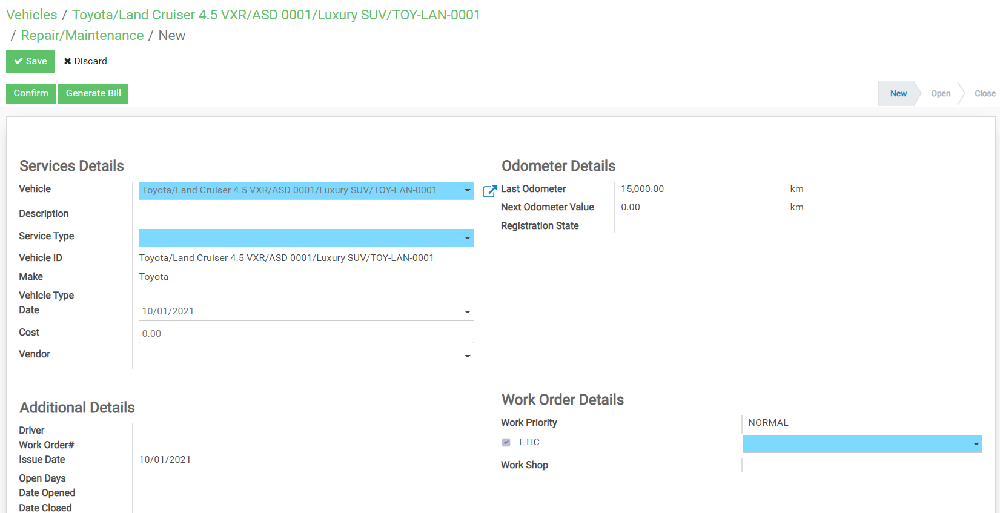 Vehicles / Toyota/Land Cruiser 4.5 VXR/ASD 0001/Luxury SUV/TOY-LAN-0001
/ Repair/Maintenance / New
Save Discard
Confirm Generate Bill New Open Close
Services Details
Vehicle Toyota/Land Cruiser 4.5 VXR/ASD 0001/Luxury SUV/TOY-LAN-0001
Description
Service Type
Vehicle ID Toyota/Land Cruiser 4.5 VXR/ASD 0001/Luxury SUV/TOY-LAN-0001
Make Toyota
Vehicle Type
Date 10/01/2021
Cost 0.00
Vendor
Odometer Details
Last Odometer 15,000.00 km
Next Odometer Value 0.00 km
Registration State
Additional Details
Driver
Work Order#
Issue Date 10/01/2021
Open Days
Date Opened
Date Closed
Work Order Details
Work Priority NORMAL
ETIC
Work Shop